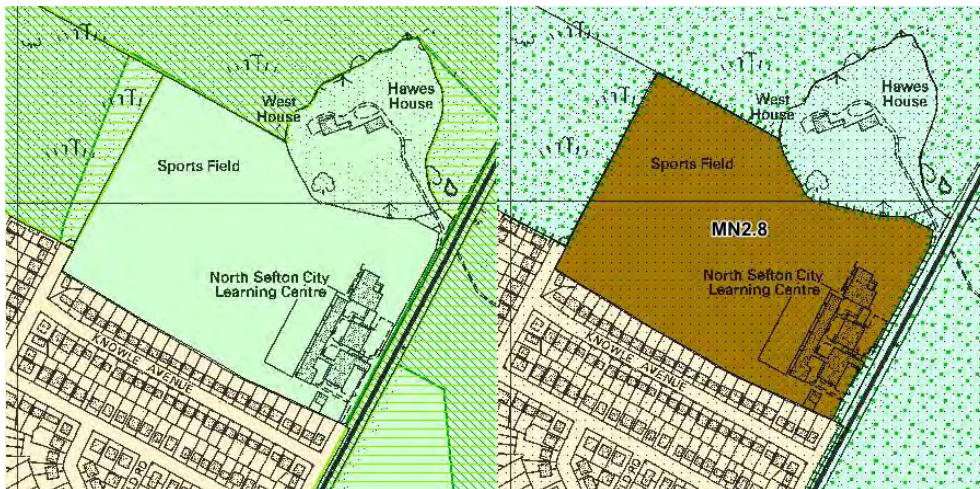 West
House
Hawes
House
Sports Field
North Sefton City
Learning Centre
KNOWLE
AVENUE
West
House
Hawes
House
Sports Field
MN2.8
North Sefton City
Learning Centre
KNOWLE
AVENUE